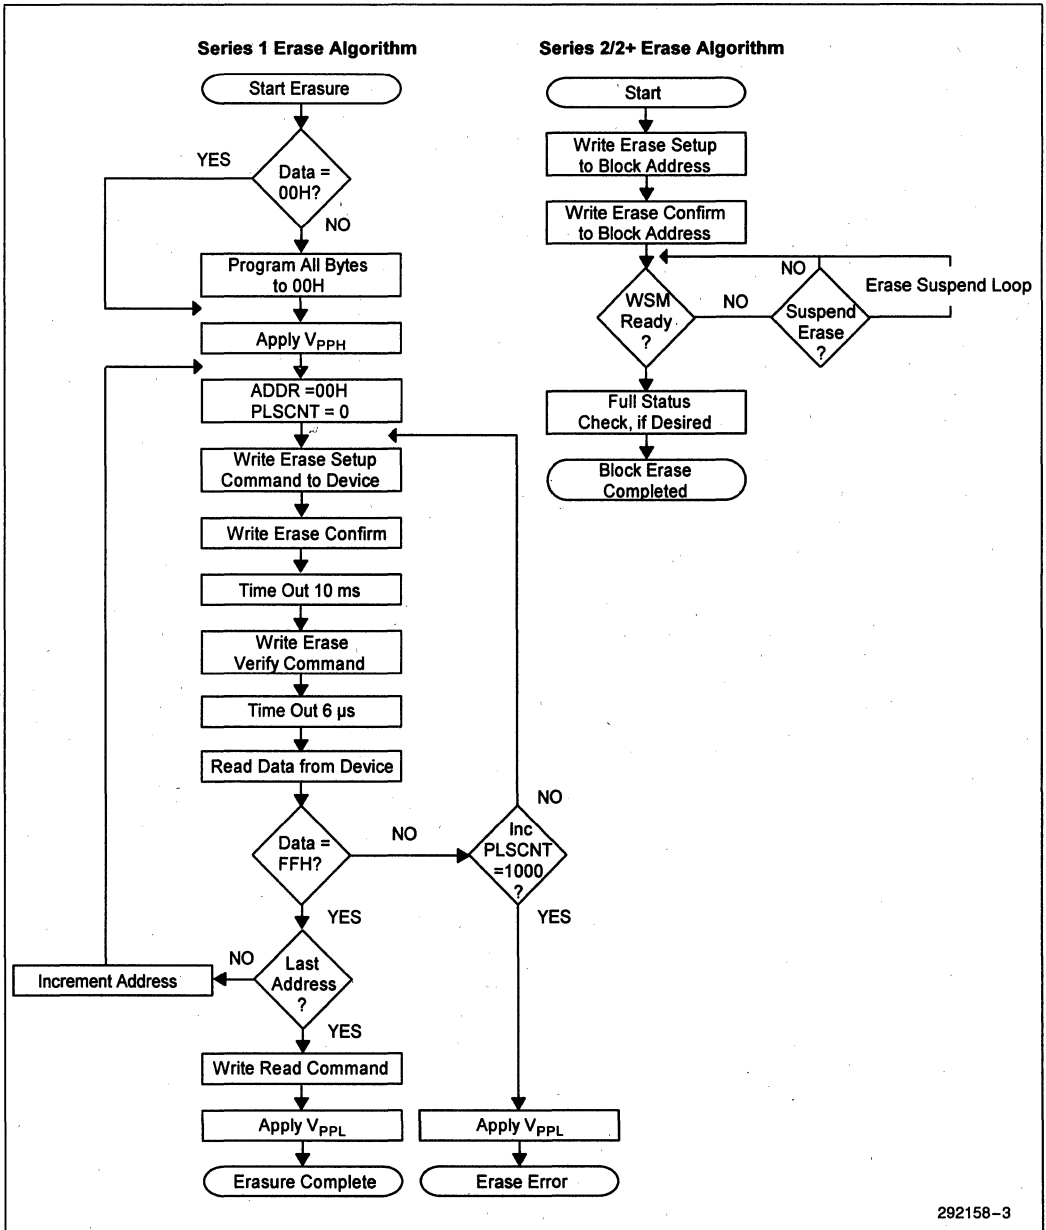 Series 1 Erase Algorithm
Start Erasure
YES
Data =
00H?
NO
Program All Bytes
to 00H
Apply VPPH
ADDR =00H
PLSCNT = 0
Write Erase Setup
Command to Device
Write Erase Confirm
Time Out 10 ms
Write Erase
Verify Command
Time Out 6 µs
Read Data from Device
Data =
FFH?
NO
Inc
PLSCNT
=1000
?
NO
YES
YES
Last
Address
?
NO
Increment Address
YES
Write Read Command
Apply VPPL
Erasure Complete
Apply VPPL
Erase Error
Series 2/2+ Erase Algorithm
Start
Write Erase Setup
to Block Address
Write Erase Confirm
to Block Address
WSM
Ready
?
NO
Suspend
Erase
?
NO
Erase Suspend Loop
Full Status
Check, if Desired
Block Erase
Completed
292158-3